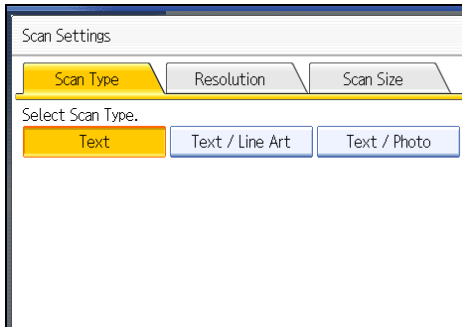 Scan Settings
Scan Type Resolution Scan Size
Select Scan Type.
Text Text / Line Art Text / Photo